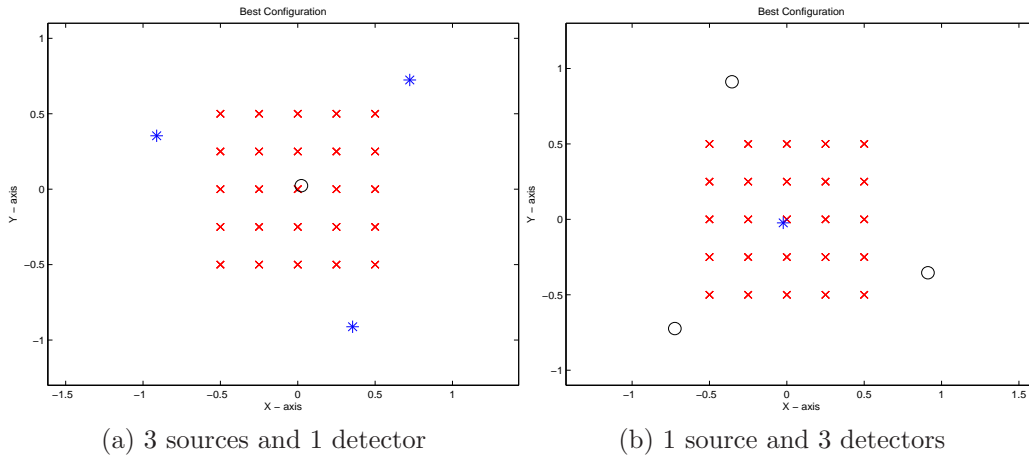 Best Configuration
1
0.5
0
−0.5
−1
Y − axis
−1.5
−1
−0.5
0
0.5
1
X − axis
(a) 3 sources and 1 detector
Best Configuration
1
0.5
0
−0.5
−1
Y − axis
−1
−0.5
0
0.5
1
1.5
X − axis
(b) 1 source and 3 detectors